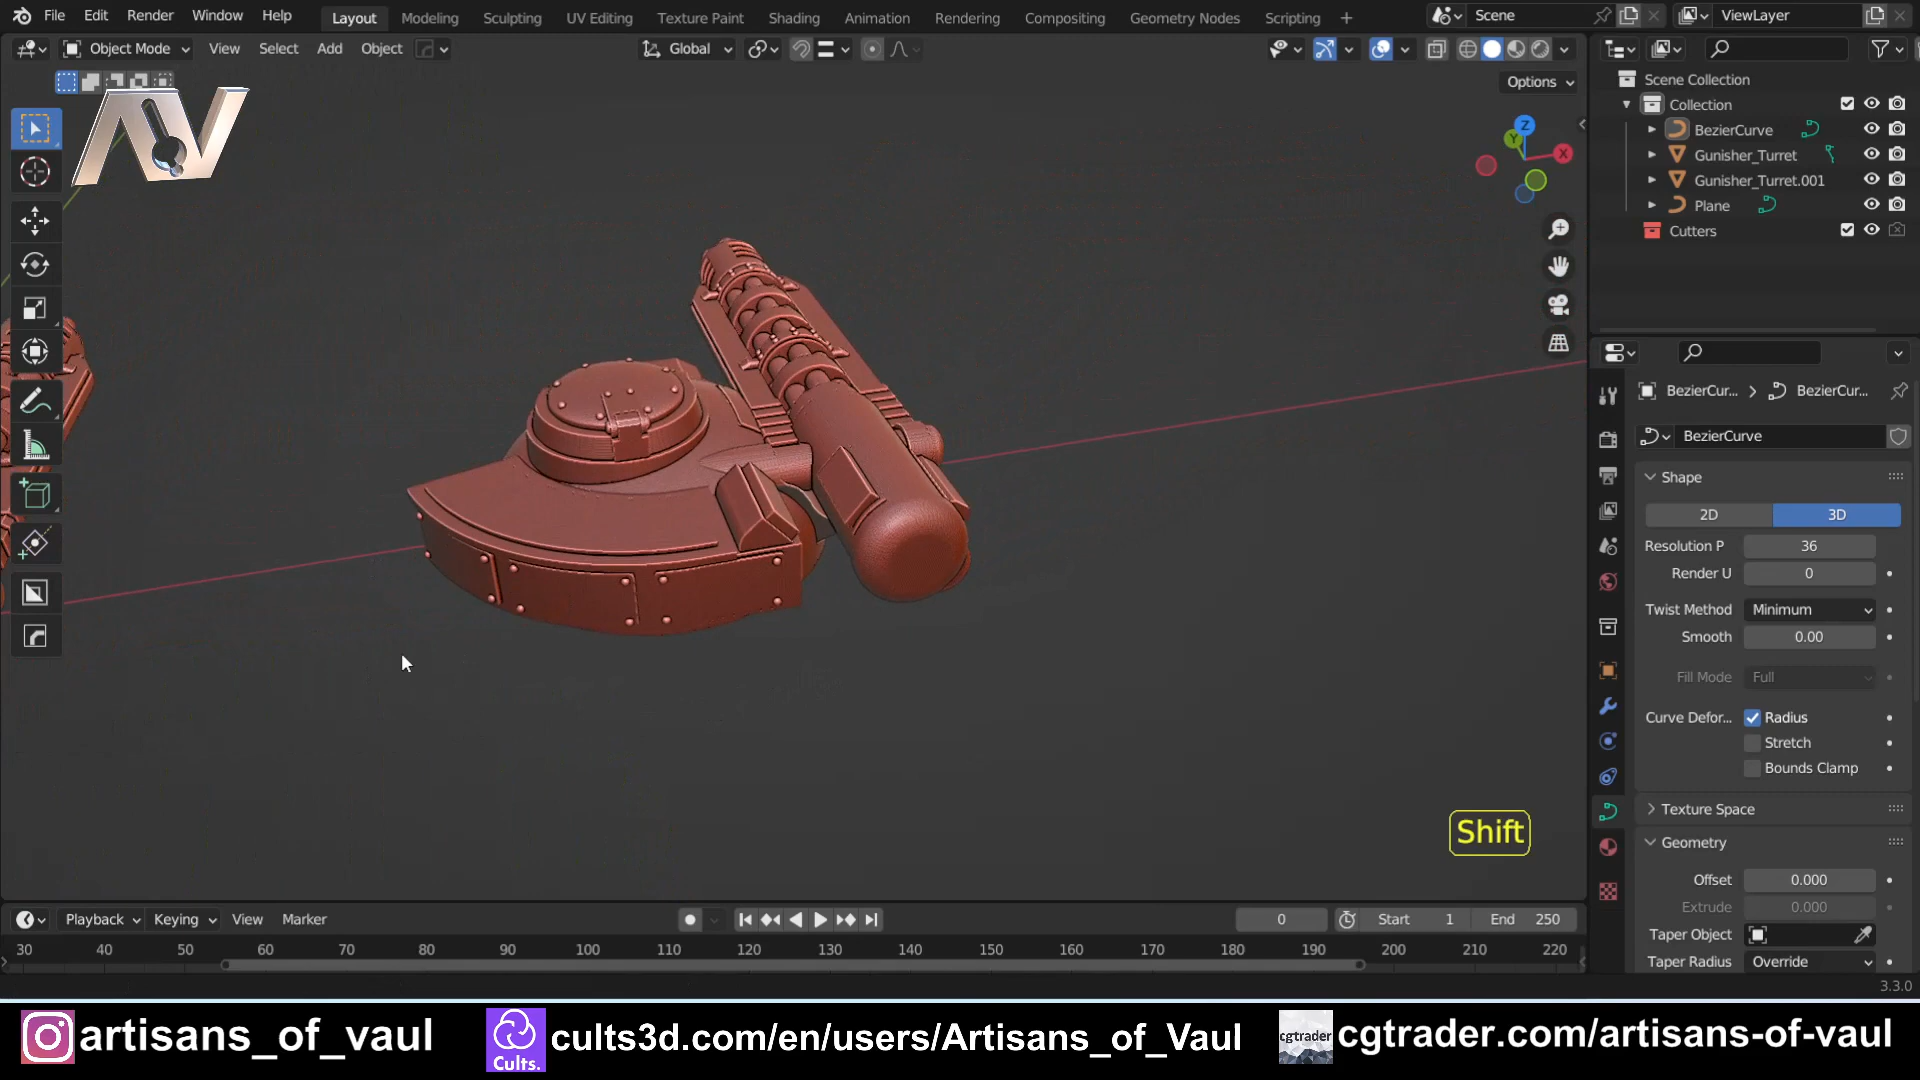 File Edit Render Window Help Layout Modeling Sculpting UV Editing Texture Paint Shading Animation Rendering Compositing Geometry Nodes Scripting + Scene ViewLayer
Object Mode View Select Add Object Global
Options
Z
Y
X
Scene Collection
Collection
BezierCurve
Gunisher_Turret
Gunisher_Turret.001
Plane
Cutters
BezierCur... > BezierCur...
BezierCurve
Shape
2D 3D
Resolution P 36
Render U 0
Twist Method Minimum
Smooth 0.00
Fill Mode Full
Curve Defor... Radius
Stretch
Bounds Clamp
Texture Space
Geometry
Offset 0.000
Extrude 0.000
Taper Object
Taper Radius Override
AV
Shift
Playback Keying View Marker 0 Start 1 End 250
30 40 50 60 70 80 90 100 110 120 130 140 150 160 170 180 190 200 210 220
3.3.0
artisans_of_vaul Cults. cults3d.com/en/users/Artisans_of_Vaul cgtrader cgtrader.com/artisans-of-vaul